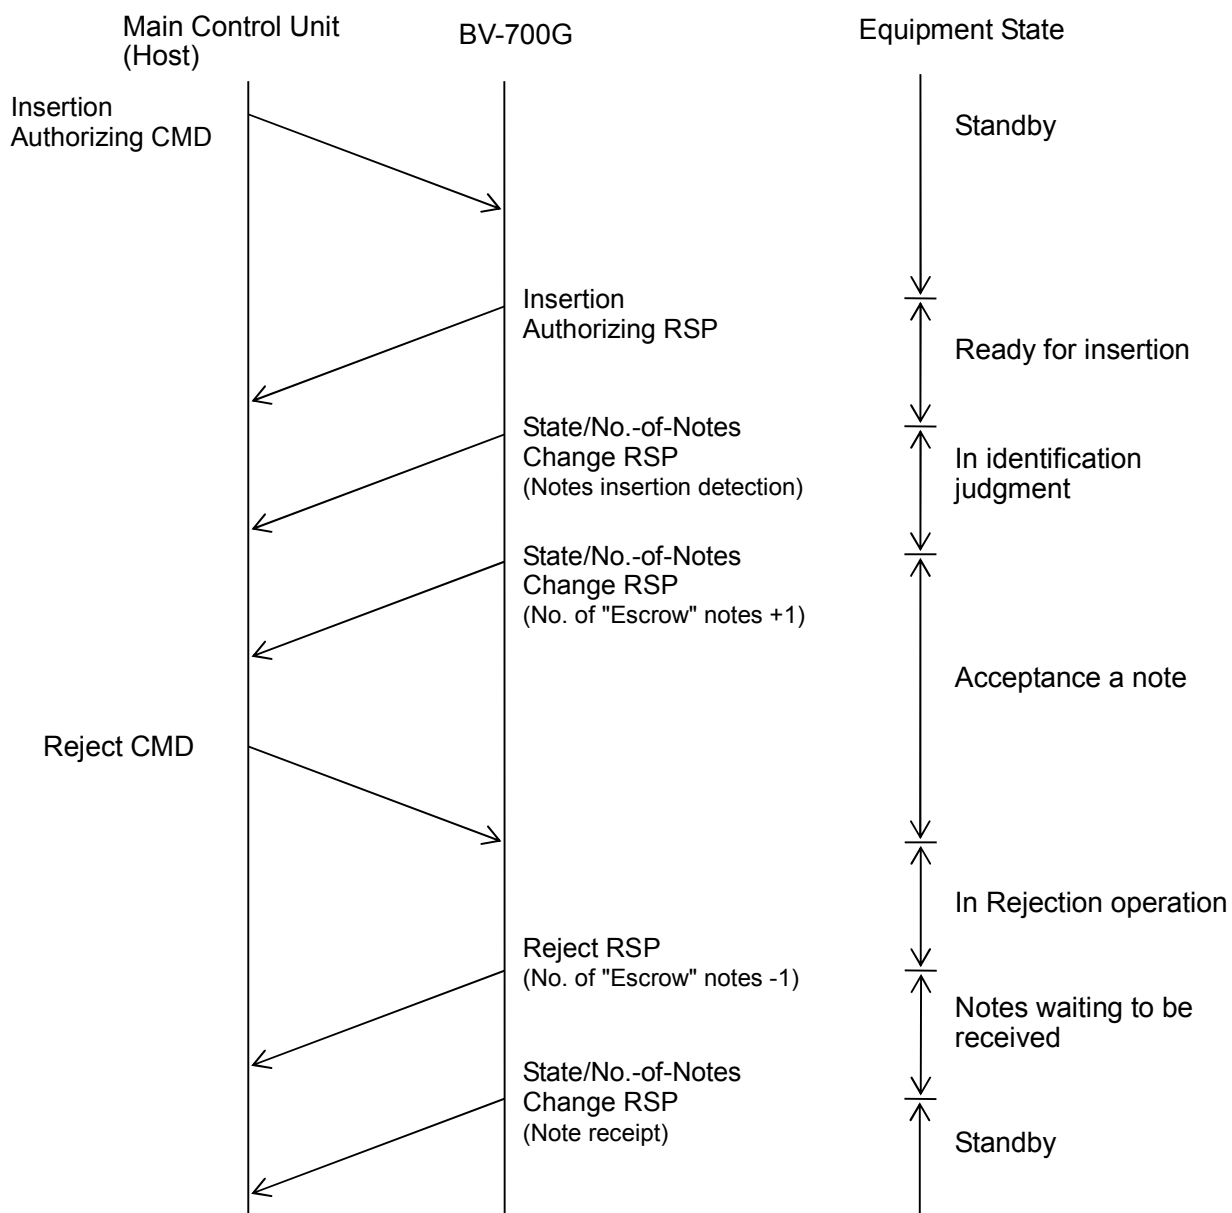 Main Control Unit
(Host)
BV-700G
Equipment State
Insertion
Authorizing CMD
Standby
Insertion
Authorizing RSP
Ready for insertion
State/No.-of-Notes
Change RSP
(Notes insertion detection)
In identification
judgment
State/No.-of-Notes
Change RSP
(No. of "Escrow" notes +1)
Acceptance a note
Reject CMD
In Rejection operation
Reject RSP
(No. of "Escrow" notes -1)
Notes waiting to be
received
State/No.-of-Notes
Change RSP
(Note receipt)
Standby